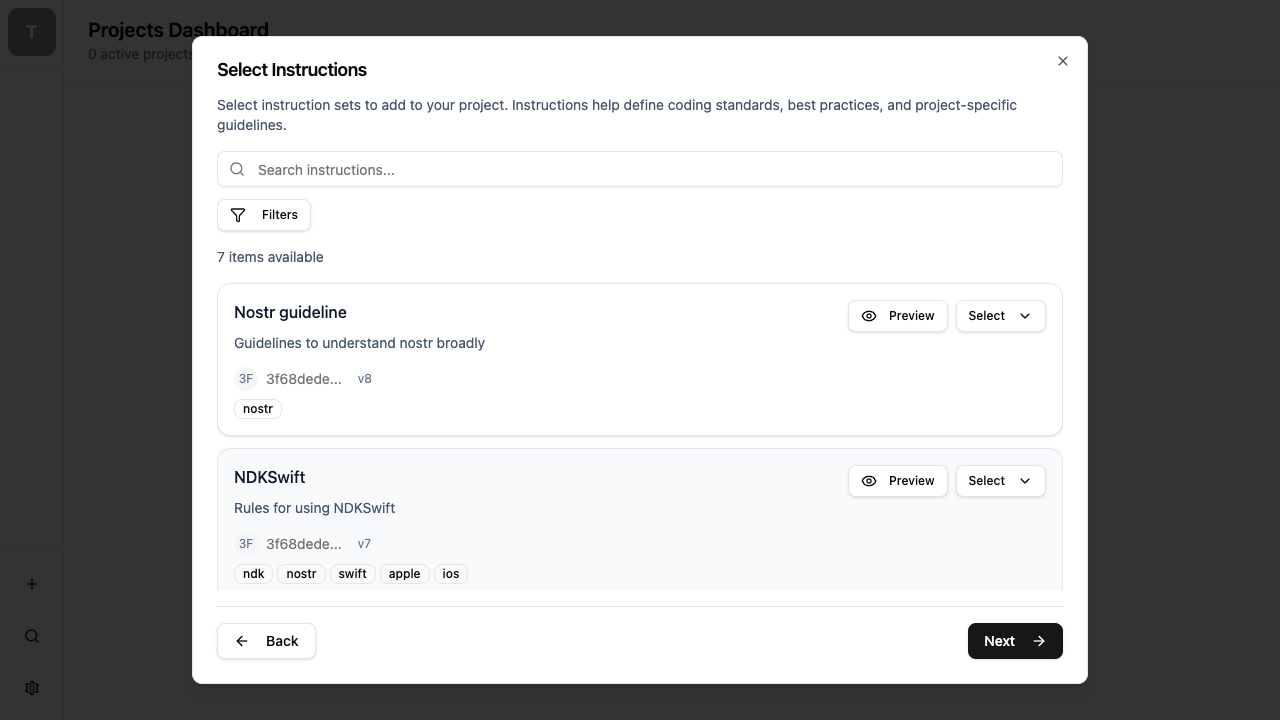 T
Projects Dashboard
0 active projects
Select Instructions
Select instruction sets to add to your project. Instructions help define coding standards, best practices, and project-specific
guidelines.
Search instructions...
Filters
7 items available
Nostr guideline
Preview
Select
Guidelines to understand nostr broadly
3F 3f68dede... v8
nostr
NDKSwift
Preview
Select
Rules for using NDKSwift
3F 3f68dede... v7
ndk nostr swift apple ios
Back
Next